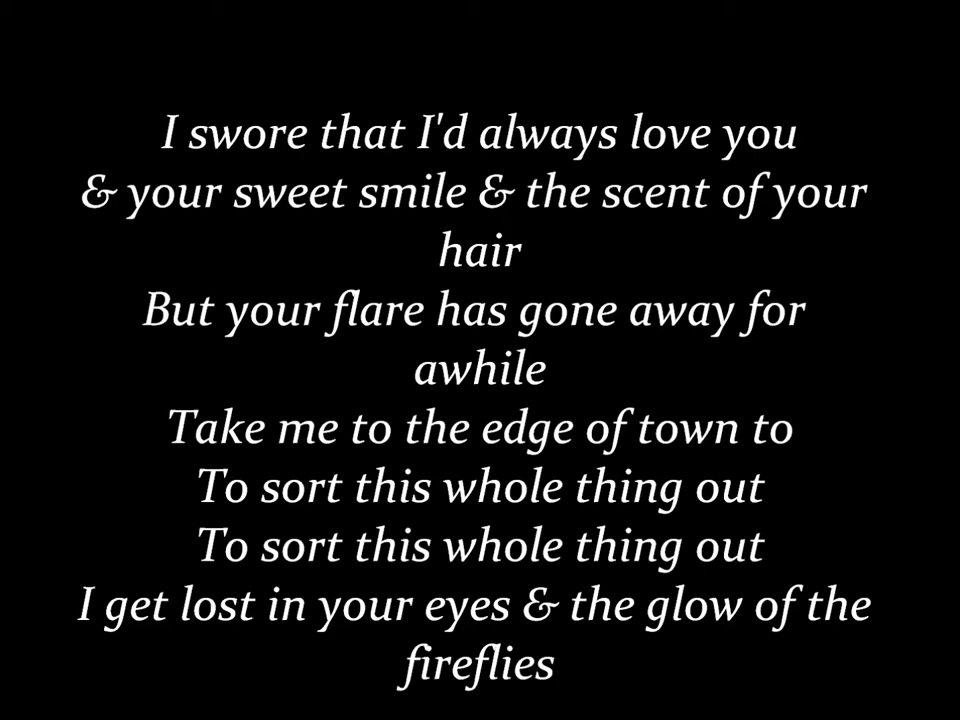 I swore that I'd always love you
& your sweet smile & the scent of your
hair
But your flare has gone away for
awhile
Take me to the edge of town to
To sort this whole thing out
To sort this whole thing out
I get lost in your eyes & the glow of the
fireflies